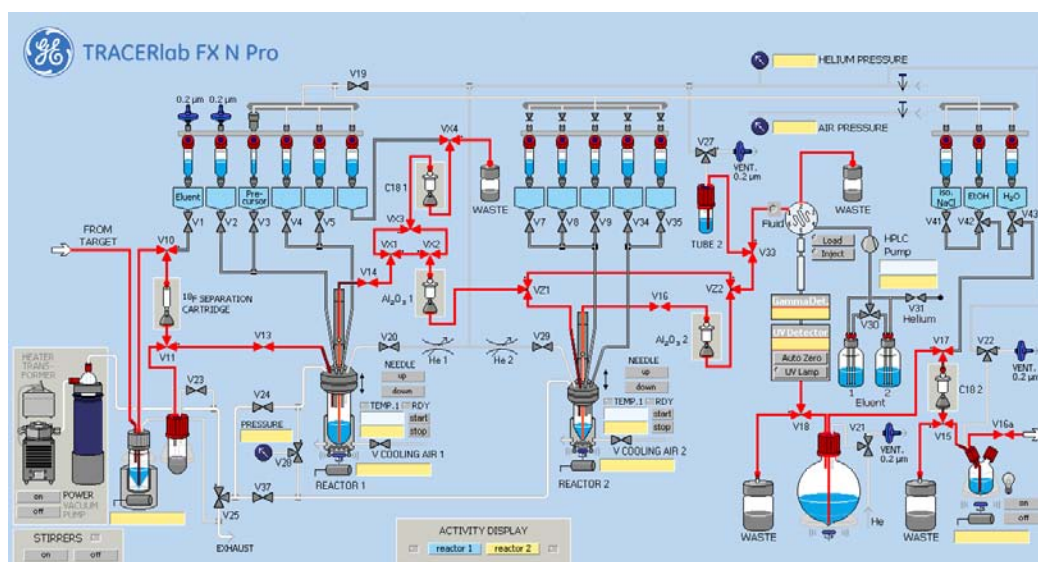 GE
TRACERlab FX N Pro
HELIUM PRESSURE
AIR PRESSURE
V19
0.2 µm
0.2 µm
V27
VENT.
0.2 µm
VX4
WASTE
C18 1
VX3
VX1
VX2
Al₂O₃ 1
Eluent
Pre-
cursor
V1
V2
V3
V4
V5
V7
V8
V9
V34
V35
TUBE 2
WASTE
Fluid
Load
Inject
HPLC
Pump
V33
Iso.
NaCl
EtOH
H₂O
V41
V42
V43
FROM
TARGET
V10
18F SEPARATION
CARTRIDGE
V11
V13
V14
VZ1
VZ2
V16
Al₂O₃ 2
GammaDet.
UV Detector
Auto Zero
UV Lamp
V30
V31
Helium
1
2
Eluent
V17
C18 2
V22
VENT.
0.2 µm
V20
He 1
He 2
V29
HEATER
TRANS-
FORMER
V23
V24
PRESSURE
V28
NEEDLE
up
down
TEMP.1
RDY
start
stop
V COOLING AIR 1
REACTOR 1
NEEDLE
up
down
TEMP.1
RDY
start
stop
V COOLING AIR 2
REACTOR 2
V18
V21
VENT.
0.2 µm
He
V15
V16a
on
off
POWER
VACUUM
PUMP
V37
V25
EXHAUST
WASTE
WASTE
on
off
STIRRERS
on
off
ACTIVITY DISPLAY
reactor 1
reactor 2